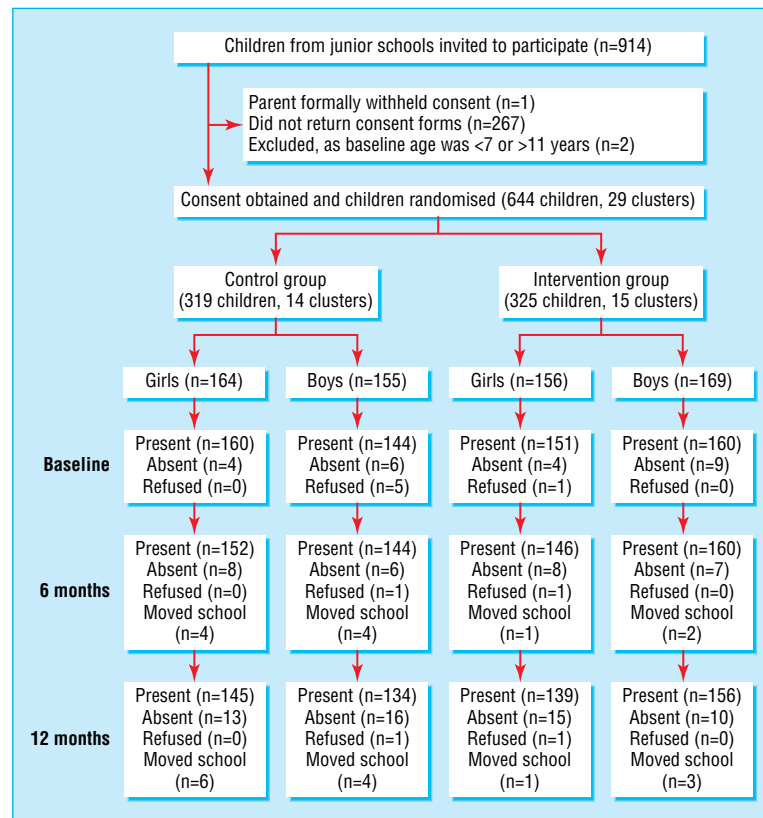 Children from junior schools invited to participate (n=914)
Parent formally withheld consent (n=1)
Did not return consent forms (n=267)
Excluded, as baseline age was <7 or >11 years (n=2)
Consent obtained and children randomised (644 children, 29 clusters)
Control group
(319 children, 14 clusters)
Intervention group
(325 children, 15 clusters)
Girls (n=164)
Boys (n=155)
Girls (n=156)
Boys (n=169)
Baseline
Present (n=160)
Absent (n=4)
Refused (n=0)
Present (n=144)
Absent (n=6)
Refused (n=5)
Present (n=151)
Absent (n=4)
Refused (n=1)
Present (n=160)
Absent (n=9)
Refused (n=0)
6 months
Present (n=152)
Absent (n=8)
Refused (n=0)
Moved school
(n=4)
Present (n=144)
Absent (n=6)
Refused (n=1)
Moved school
(n=4)
Present (n=146)
Absent (n=8)
Refused (n=1)
Moved school
(n=1)
Present (n=160)
Absent (n=7)
Refused (n=0)
Moved school
(n=2)
12 months
Present (n=145)
Absent (n=13)
Refused (n=0)
Moved school
(n=6)
Present (n=134)
Absent (n=16)
Refused (n=1)
Moved school
(n=4)
Present (n=139)
Absent (n=15)
Refused (n=1)
Moved school
(n=1)
Present (n=156)
Absent (n=10)
Refused (n=0)
Moved school
(n=3)